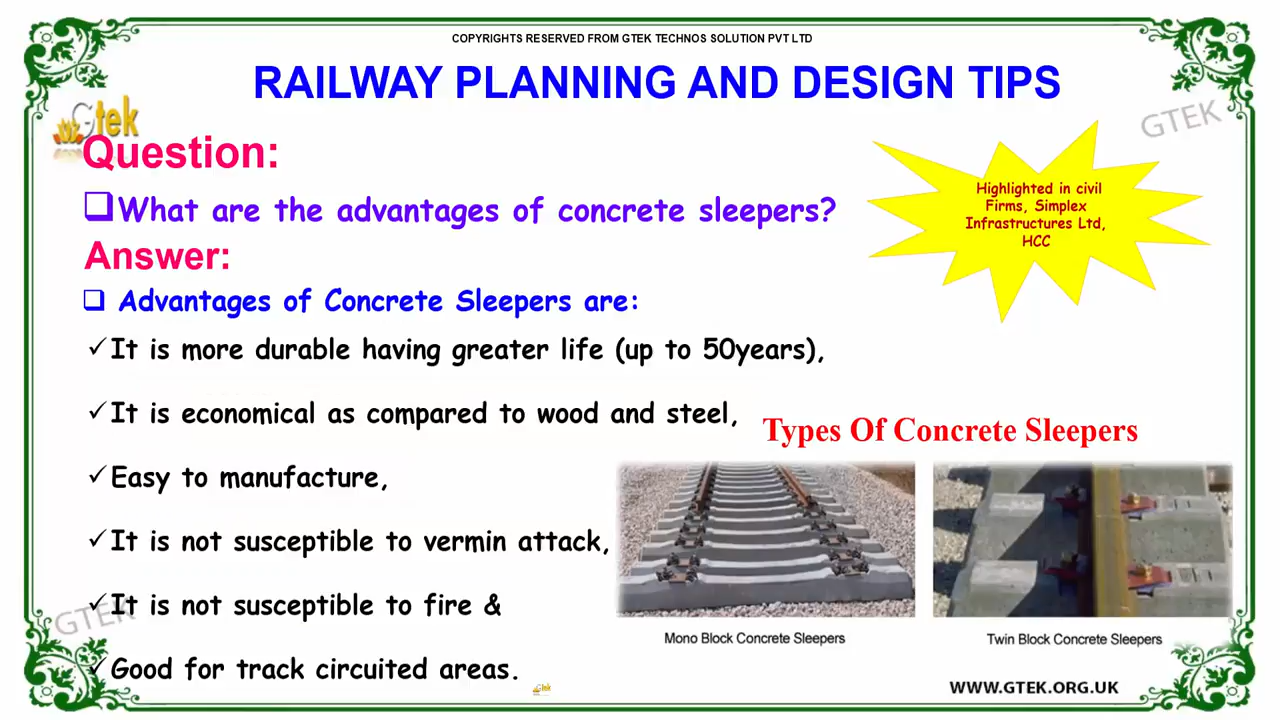 COPYRIGHTS RESERVED FROM GTEK TECHNOS SOLUTION PVT LTD
RAILWAY PLANNING AND DESIGN TIPS
Gtek
GTEK
Question:
Highlighted in civil
Firms, Simplex
Infrastructures Ltd,
HCC
What are the advantages of concrete sleepers?
Answer:
Advantages of Concrete Sleepers are:
✓It is more durable having greater life (up to 50years),
✓It is economical as compared to wood and steel,
Types Of Concrete Sleepers
✓Easy to manufacture,
✓It is not susceptible to vermin attack,
✓It is not susceptible to fire &
GTEK
Mono Block Concrete Sleepers
Twin Block Concrete Sleepers
✓Good for track circuited areas.
Gtek
WWW.GTEK.ORG.UK